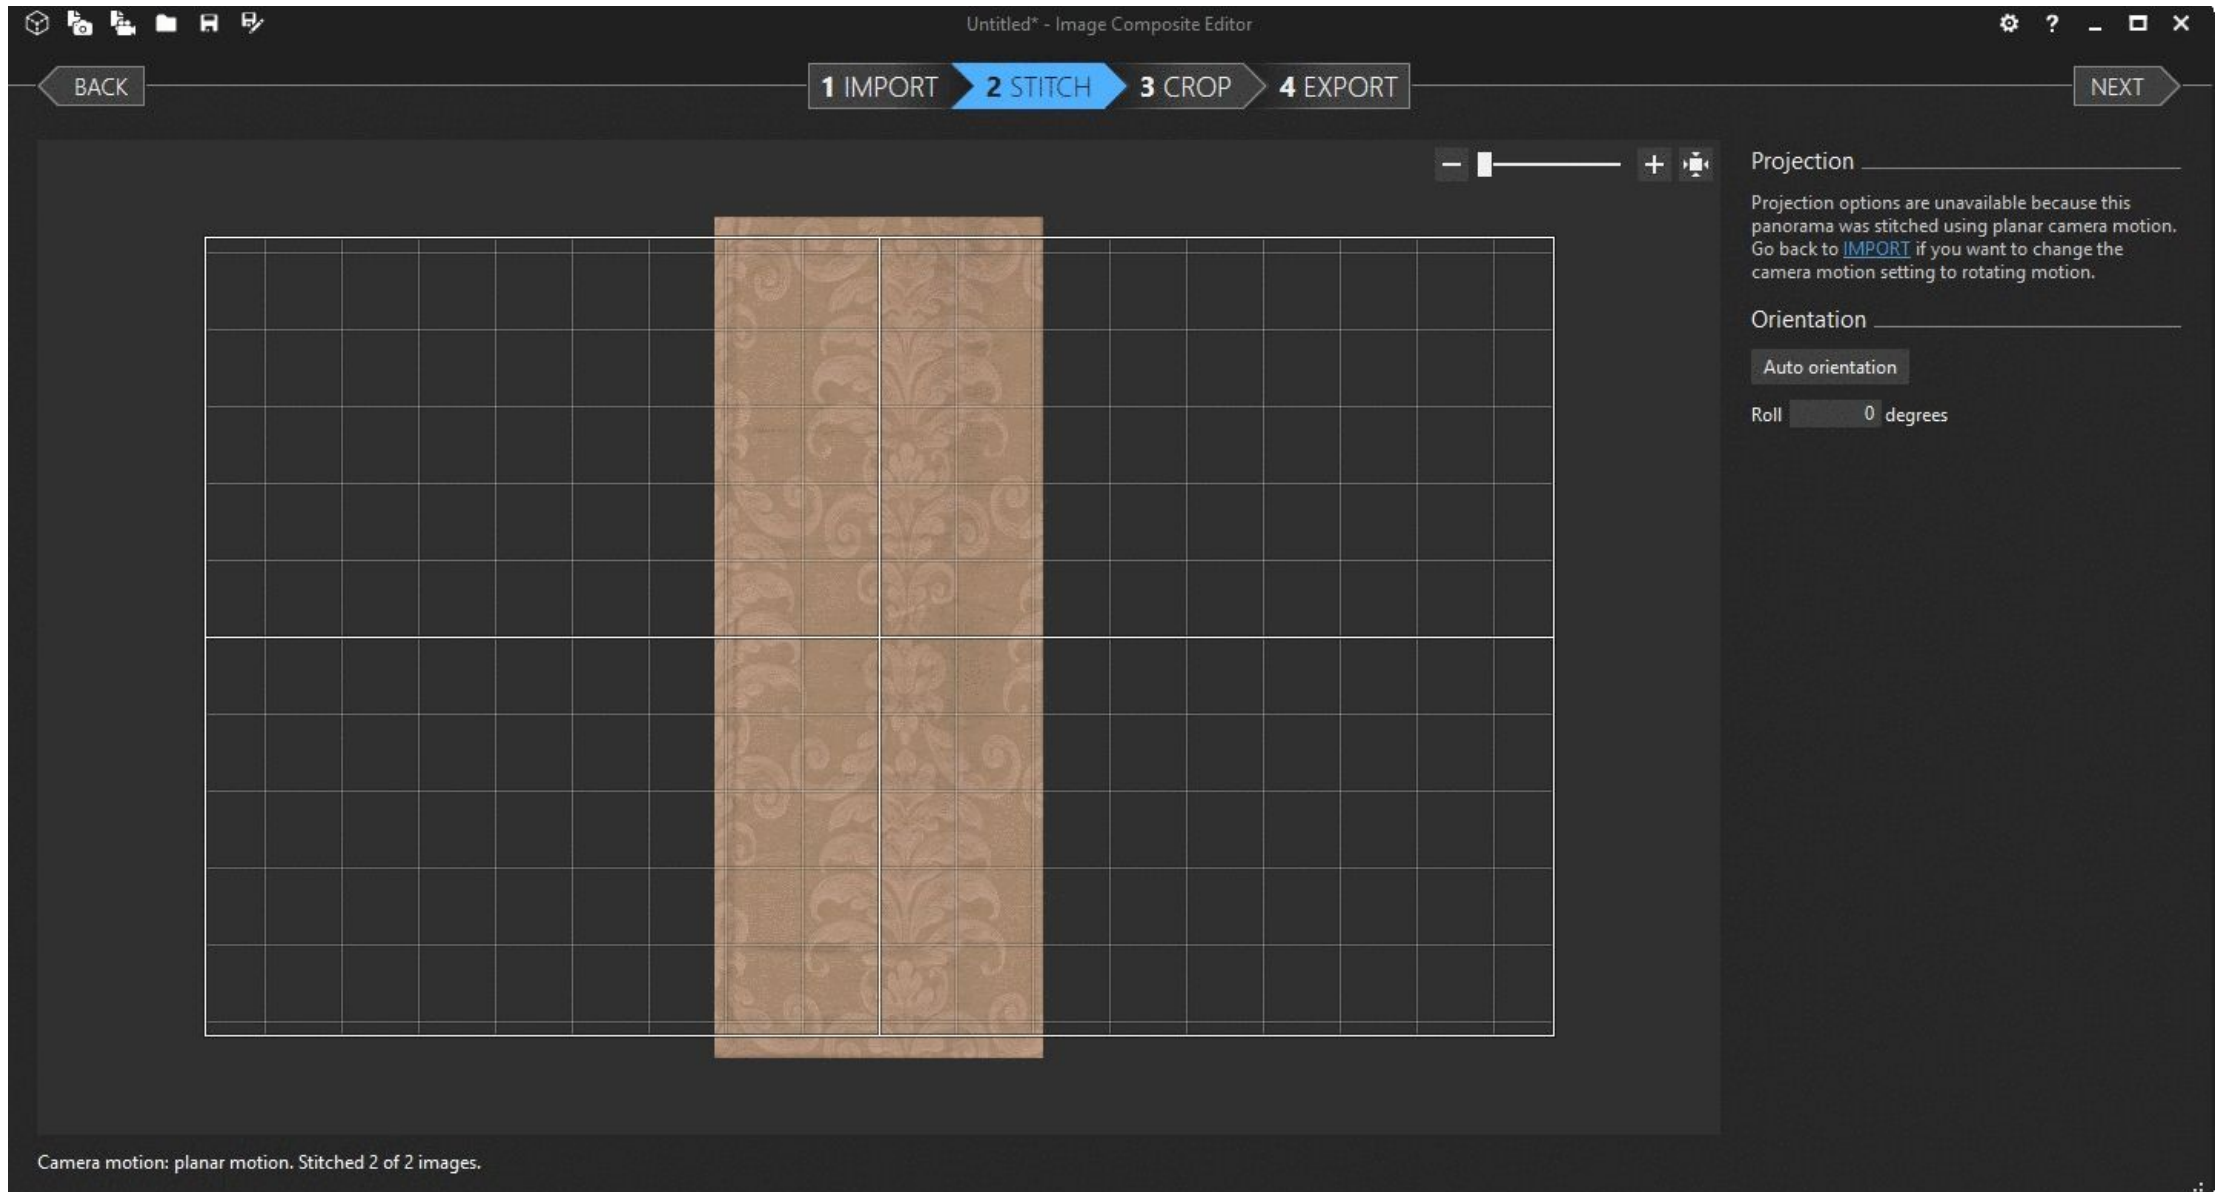 Untitled* - Image Composite Editor
?
BACK
1 IMPORT
2 STITCH
3 CROP
4 EXPORT
NEXT
Projection
Projection options are unavailable because this
panorama was stitched using planar camera motion.
Go back to IMPORT if you want to change the
camera motion setting to rotating motion.
Orientation
Auto orientation
Roll 0 degrees
Camera motion: planar motion. Stitched 2 of 2 images.